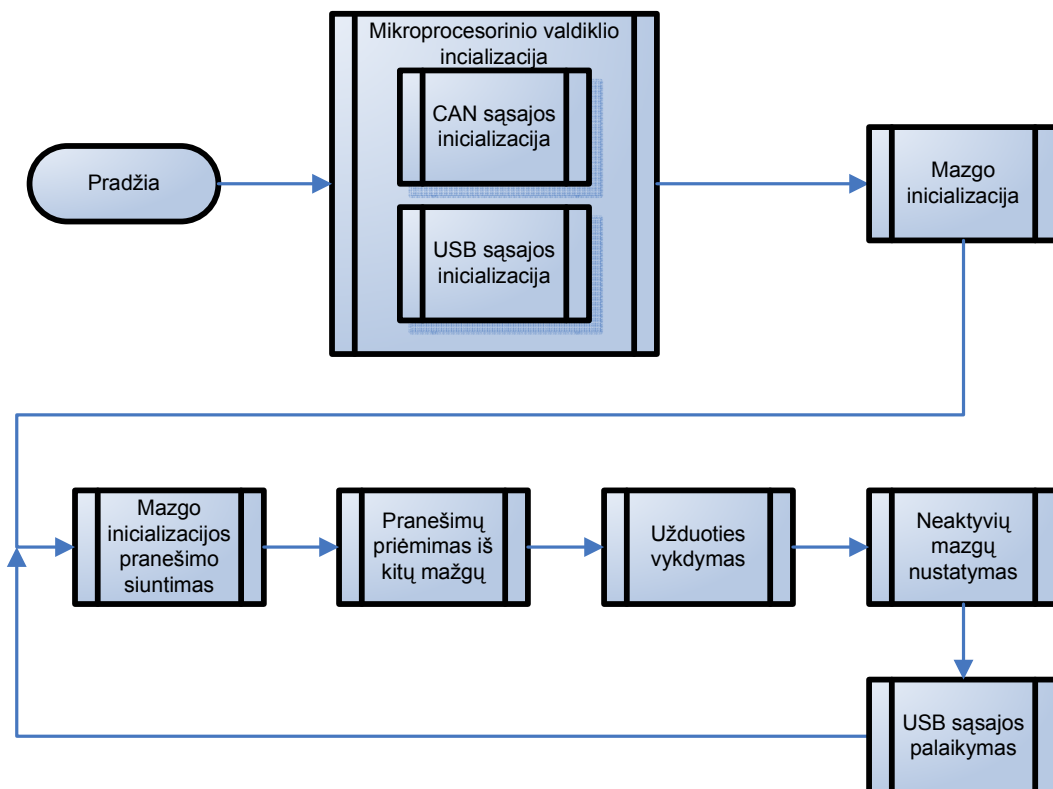 Mikroprocesorinio valdiklio
incializacija
CAN sąsajos
inicializacija
USB sąsajos
inicializacija
Pradžia
Mazgo
inicializacija
Mazgo
inicializacijos
pranešimo
siuntimas
Pranešimų
priėmimas iš
kitų mažgų
Užduoties
vykdymas
Neaktyvių
mazgų
nustatymas
USB sąsajos
palaikymas